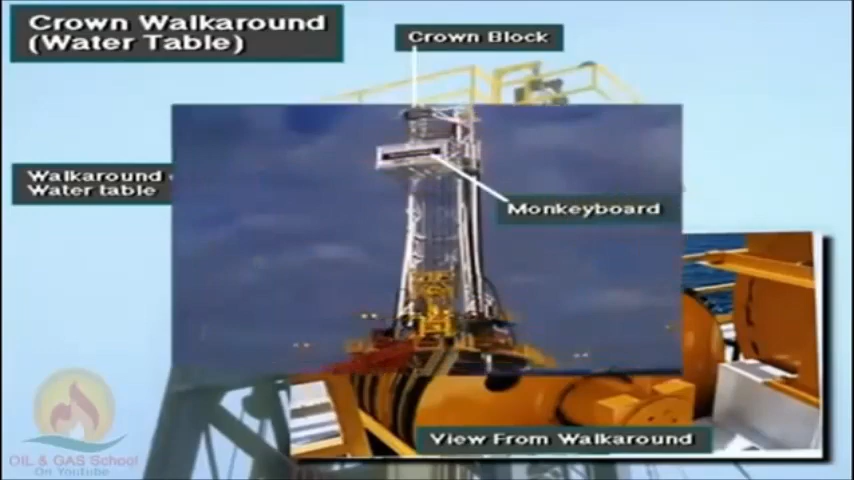 Crown Walkaround
(Water Table)
Crown Block
Walkaround
Water table
Monkeyboard
View From Walkaround
OIL & GAS School
On Youtube